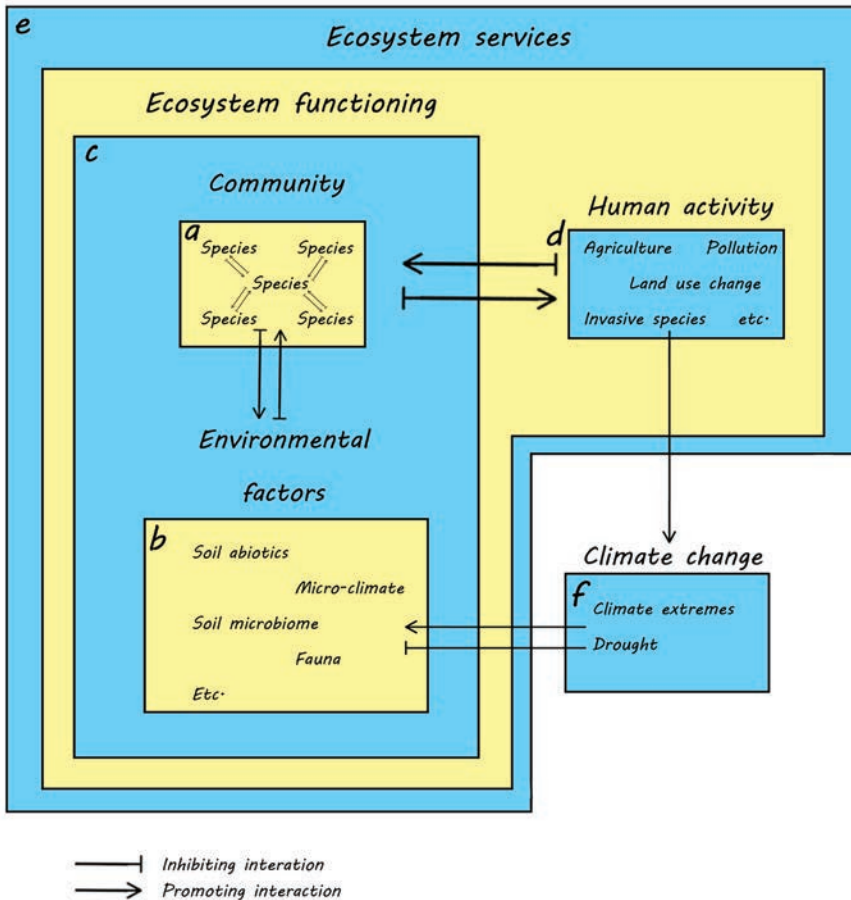 e
Ecosystem services
Ecosystem functioning
c
Community
a
Species Species
Species
Species Species
Environmental
factors
b
Soil abiotics
Micro-climate
Soil microbiome
Fauna
Etc.
Human activity
d
Agriculture Pollution
Land use change
Invasive species etc.
Climate change
f
Climate extremes
Drought
Inhibiting interation
Promoting interaction